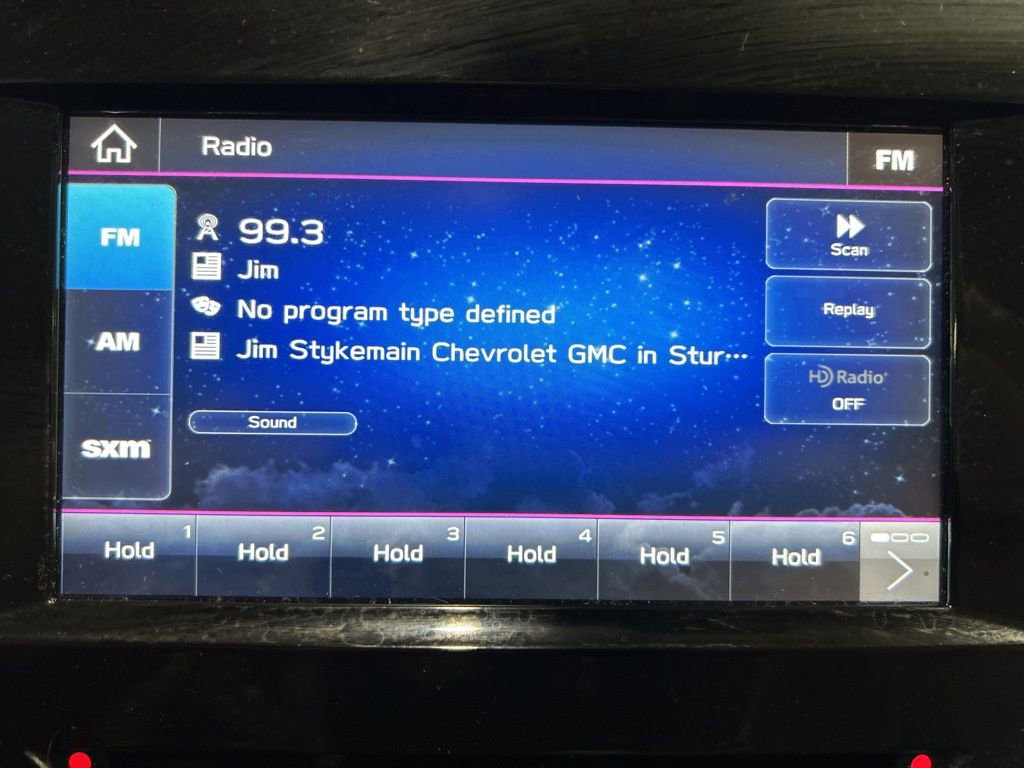 Radio
FM
FM
AM
sxm
99.3
Jim
No program type defined
Jim Stykemain Chevrolet GMC in Stur...
Sound
Scan
Replay
HD Radio
OFF
1 Hold
2 Hold
3 Hold
4 Hold
5 Hold
6 Hold